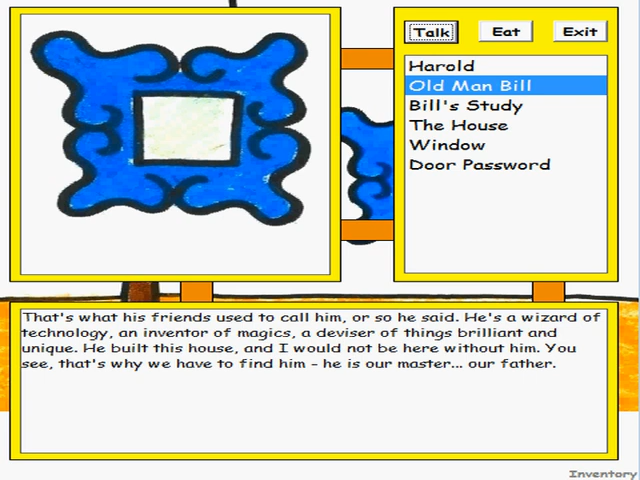 Talk Eat Exit
Harold
Old Man Bill
Bill's Study
The House
Window
Door Password
That's what his friends used to call him, or so he said. He's a wizard of
technology, an inventor of magics, a deviser of things brilliant and
unique. He built this house, and I would not be here without him. You
see, that's why we have to find him - he is our master... our father.
Inventory